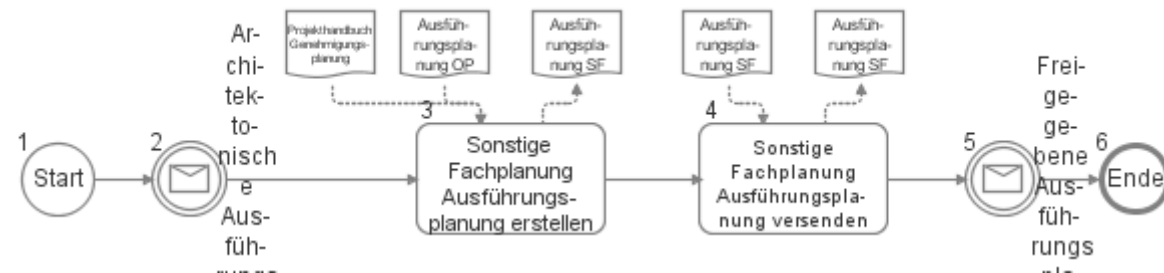 Projekthandbuch
Genehmigungs-
planung
Ausfüh-
rungspla-
nung OP
Ausfüh-
rungspla-
nung SF
Ausfüh-
rungspla-
nung SF
Ausfüh-
rungspla-
nung SF
1
Start
2
Ar-
chi-
tek-
to-
nisch
e
Aus-
füh-
rungs
3
Sonstige
Fachplanung
Ausführungs-
planung erstellen
4
Sonstige
Fachplanung
Ausführungspla-
nung versenden
5
Frei-
ge-
ge-
bene
Aus-
füh-
rungs
6
Ende